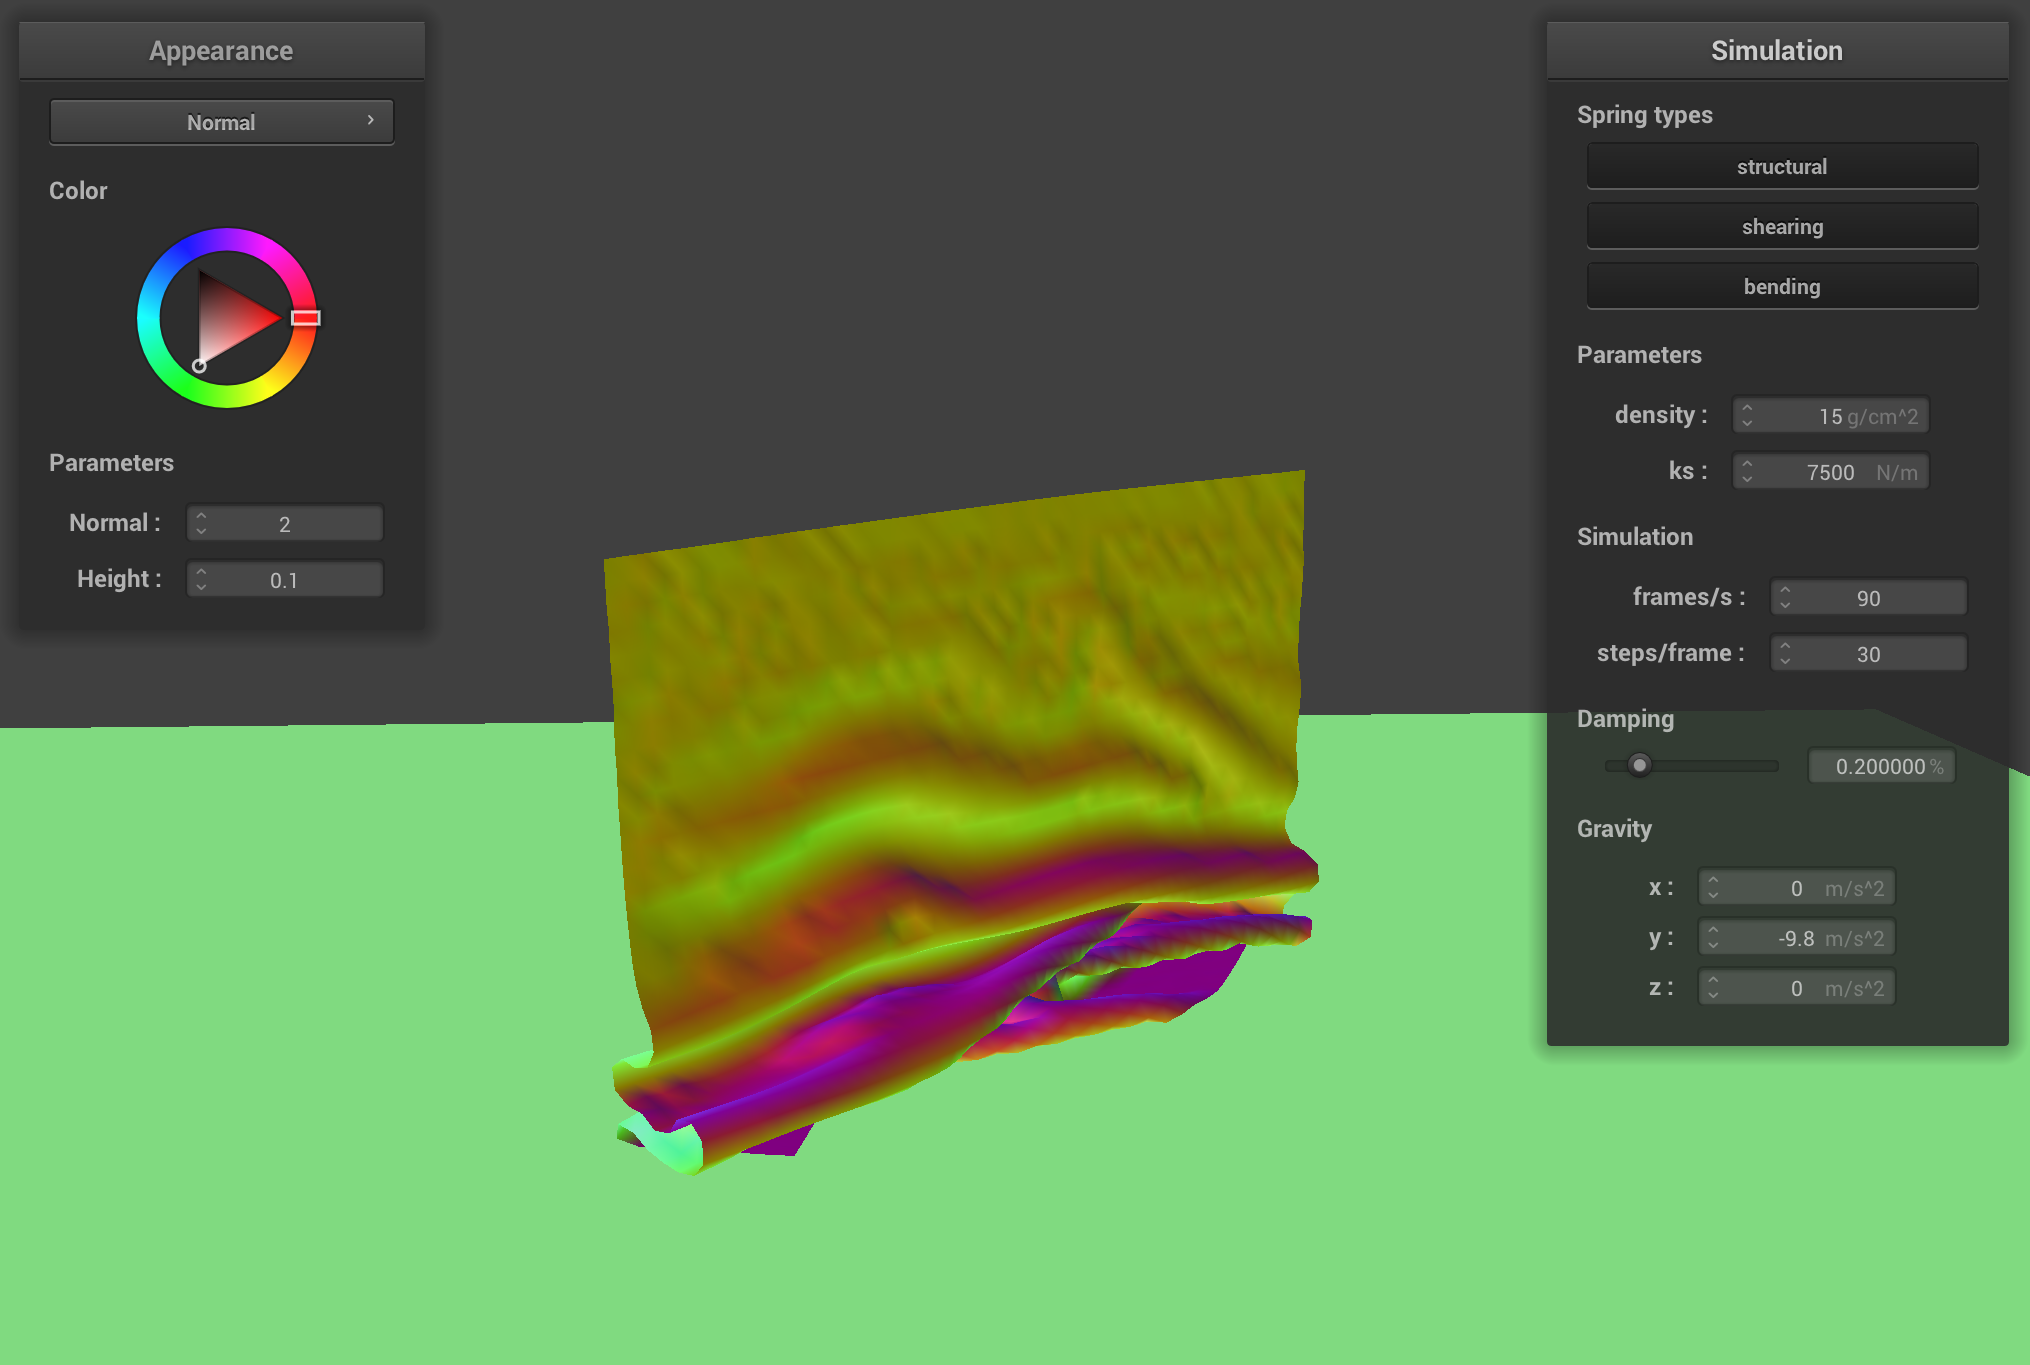 Appearance
Normal
Color
Parameters
Normal : 2
Height : 0.1
Simulation
Spring types
structural
shearing
bending
Parameters
density : 15 g/cm^2
ks : 7500 N/m
Simulation
frames/s : 90
steps/frame : 30
Damping
0.200000 %
Gravity
x : 0 m/s^2
y : -9.8 m/s^2
z : 0 m/s^2